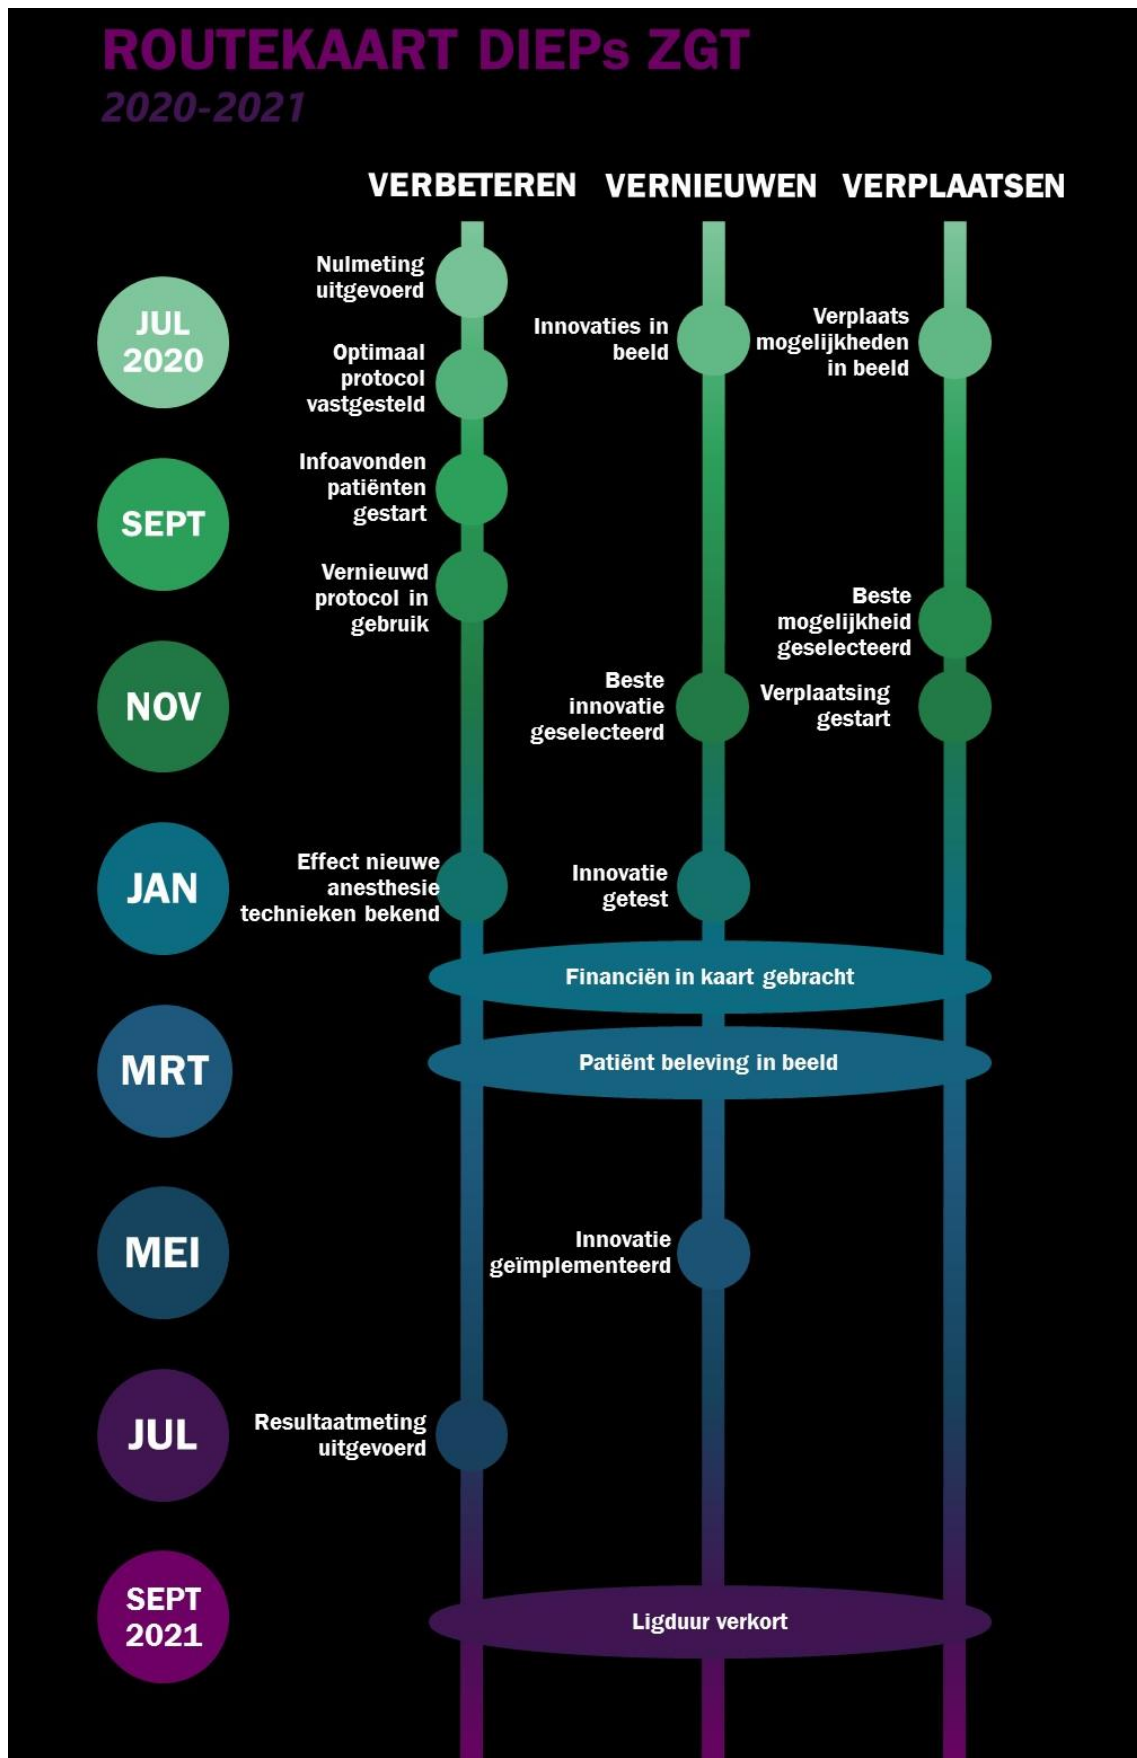 ROUTEKAART DIEPs ZGT
2020-2021
VERBETEREN VERNIEUWEN VERPLAATSEN
JUL
2020
Nulmeting
uitgevoerd
Optimaal
protocol
vastgesteld
Innovaties in
beeld
Verplaats
mogelijkheden
in beeld
SEPT
Infoavonden
patiënten
gestart
Vernieuwd
protocol in
gebruik
Beste
mogelijkheid
geselecteerd
NOV
Beste
innovatie
geselecteerd
Verplaatsing
gestart
JAN
Effect nieuwe
anesthesie
technieken bekend
Innovatie
getest
Financiën in kaart gebracht
MRT
Patiënt beleving in beeld
MEI
Innovatie
geïmplementeerd
JUL
Resultaatmeting
uitgevoerd
SEPT
2021
Ligduur verkort